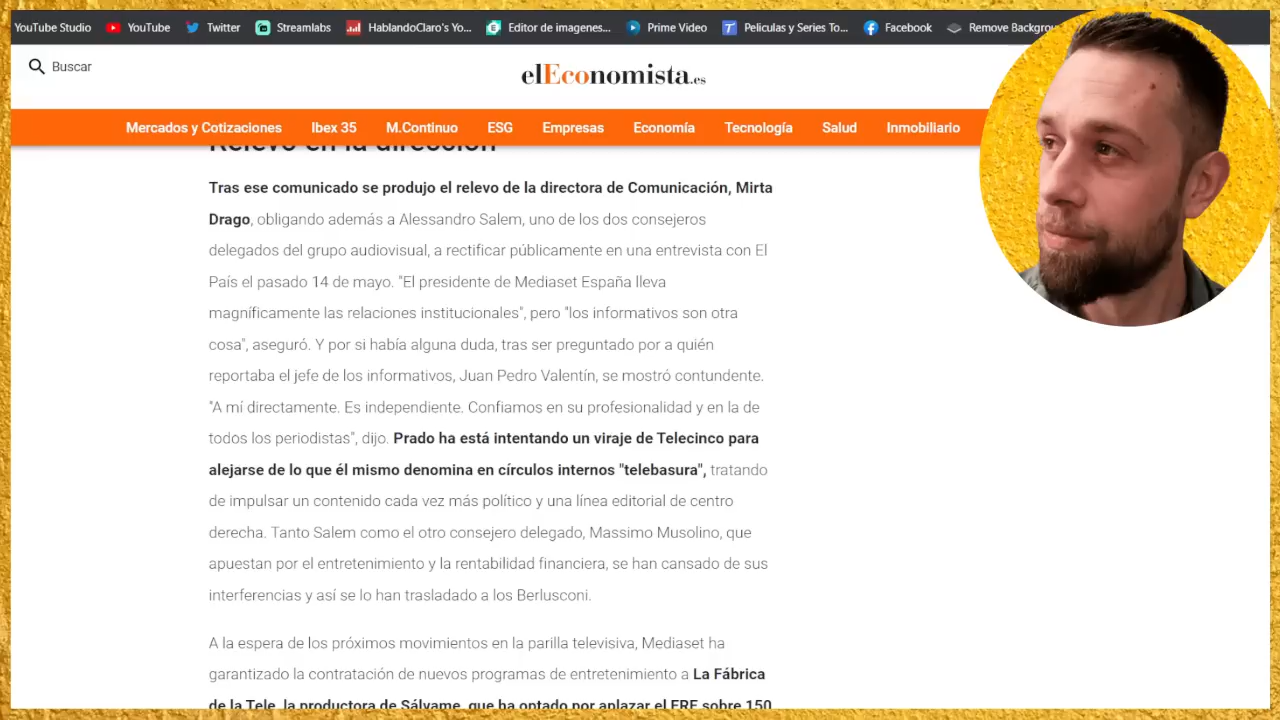 YouTube Studio YouTube Twitter Streamlabs HablandoClaro's Yo... Editor de imagenes... Prime Video Peliculas y Series To... Facebook Remove Backgrou
Buscar
elEconomista.es
Mercados y Cotizaciones Ibex 35 M.Continuo ESG Empresas Economía Tecnología Salud Inmobiliario
Relevo en la dirección
Tras ese comunicado se produjo el relevo de la directora de Comunicación, Mirta
Drago, obligando además a Alessandro Salem, uno de los dos consejeros
delegados del grupo audiovisual, a rectificar públicamente en una entrevista con El
País el pasado 14 de mayo. "El presidente de Mediaset España lleva
magníficamente las relaciones institucionales", pero "los informativos son otra
cosa", aseguró. Y por si había alguna duda, tras ser preguntado por a quién
reportaba el jefe de los informativos, Juan Pedro Valentín, se mostró contundente.
"A mí directamente. Es independiente. Confiamos en su profesionalidad y en la de
todos los periodistas", dijo. Prado ha está intentando un viraje de Telecinco para
alejarse de lo que él mismo denomina en círculos internos "telebasura", tratando
de impulsar un contenido cada vez más político y una línea editorial de centro
derecha. Tanto Salem como el otro consejero delegado, Massimo Musolino, que
apuestan por el entretenimiento y la rentabilidad financiera, se han cansado de sus
interferencias y así se lo han trasladado a los Berlusconi.
A la espera de los próximos movimientos en la parilla televisiva, Mediaset ha
garantizado la contratación de nuevos programas de entretenimiento a La Fábrica
de la Tele, la productora de Sálvame, que ha optado por aplazar el ERE sobre 150